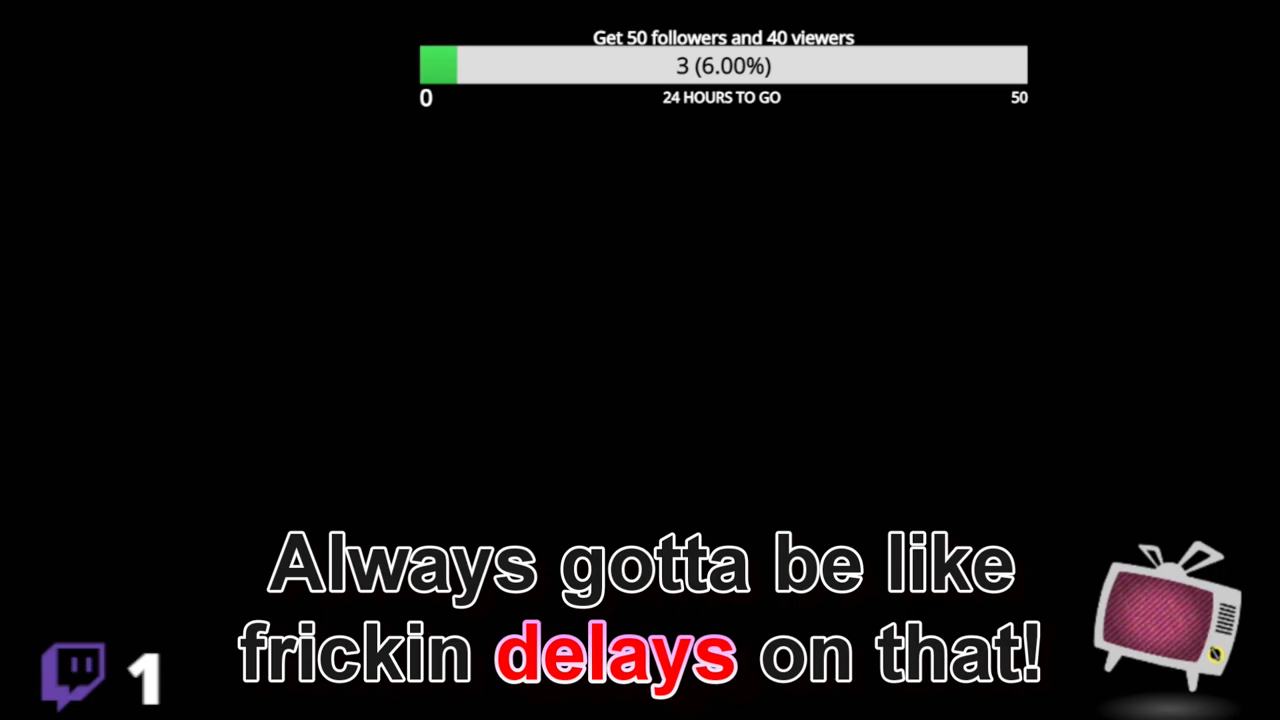 Get 50 followers and 40 viewers
3 (6.00%)
0 24 HOURS TO GO 50
Always gotta be like
frickin delays on that!
1